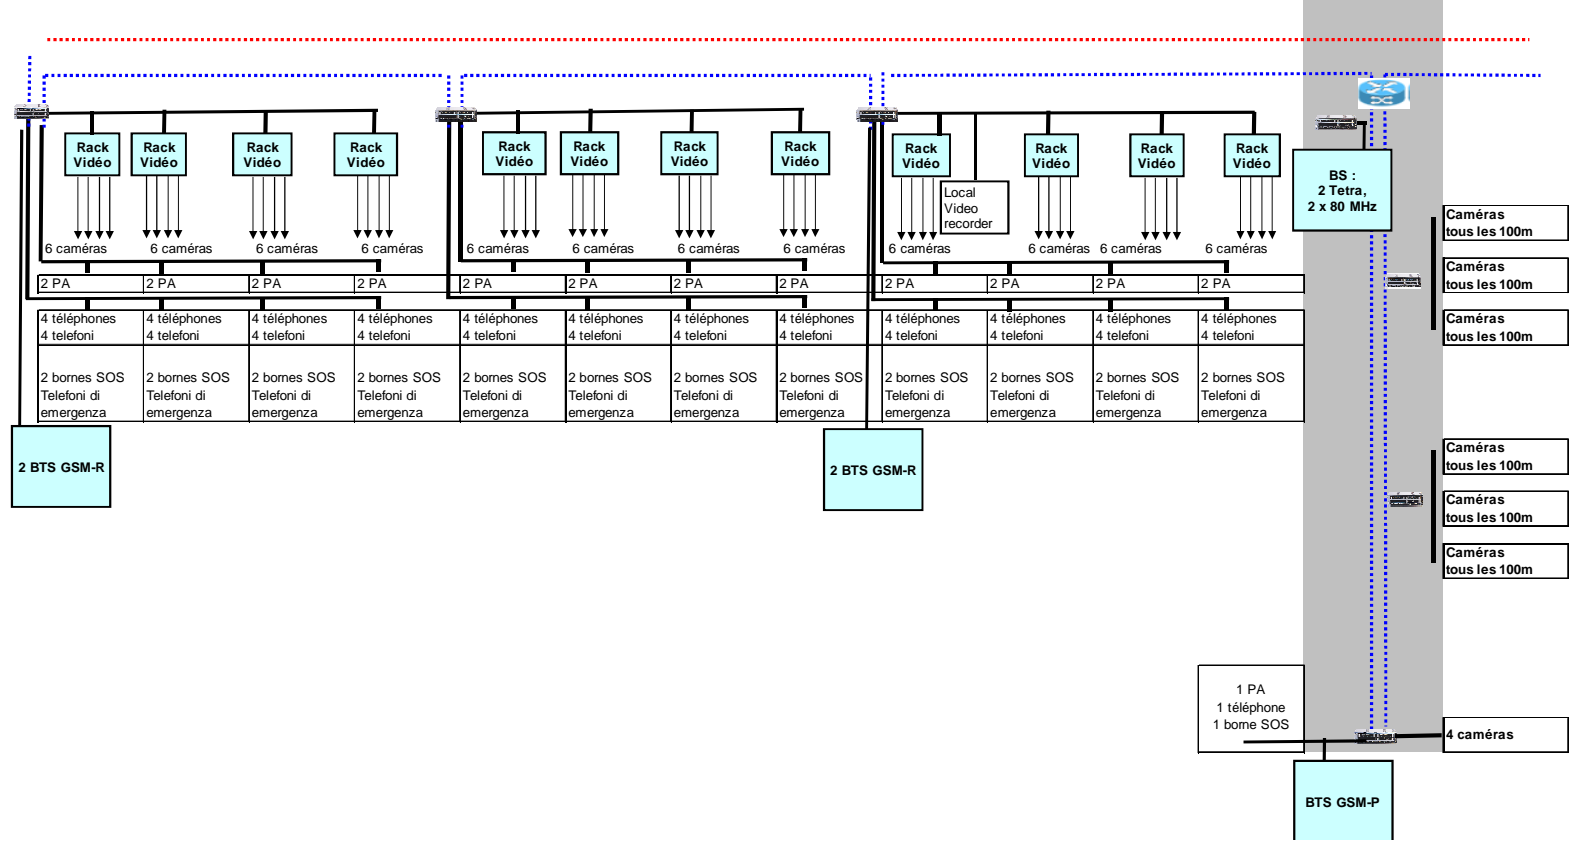 Rack
Vidéo
Rack
Vidéo
Rack
Vidéo
Rack
Vidéo
Rack
Vidéo
Rack
Vidéo
Rack
Vidéo
Rack
Vidéo
Rack
Vidéo
Rack
Vidéo
Rack
Vidéo
Rack
Vidéo
Local
Video
recorder
BS :
2 Tetra,
2 x 80 MHz
6 caméras
6 caméras
6 caméras
6 caméras
6 caméras
6 caméras
6 caméras
6 caméras
6 caméras
6 caméras
6 caméras
6 caméras
2 PA
2 PA
2 PA
2 PA
2 PA
2 PA
2 PA
2 PA
2 PA
2 PA
2 PA
2 PA
4 téléphones
4 telefoni
4 téléphones
4 telefoni
4 téléphones
4 telefoni
4 téléphones
4 telefoni
4 téléphones
4 telefoni
4 téléphones
4 telefoni
4 téléphones
4 telefoni
4 téléphones
4 telefoni
4 téléphones
4 telefoni
4 téléphones
4 telefoni
4 téléphones
4 telefoni
4 téléphones
4 telefoni
2 bornes SOS
Telefoni di
emergenza
2 bornes SOS
Telefoni di
emergenza
2 bornes SOS
Telefoni di
emergenza
2 bornes SOS
Telefoni di
emergenza
2 bornes SOS
Telefoni di
emergenza
2 bornes SOS
Telefoni di
emergenza
2 bornes SOS
Telefoni di
emergenza
2 bornes SOS
Telefoni di
emergenza
2 bornes SOS
Telefoni di
emergenza
2 bornes SOS
Telefoni di
emergenza
2 bornes SOS
Telefoni di
emergenza
2 bornes SOS
Telefoni di
emergenza
2 BTS GSM-R
2 BTS GSM-R
Caméras
tous les 100m
Caméras
tous les 100m
Caméras
tous les 100m
Caméras
tous les 100m
Caméras
tous les 100m
Caméras
tous les 100m
1 PA
1 téléphone
1 borne SOS
4 caméras
BTS GSM-P